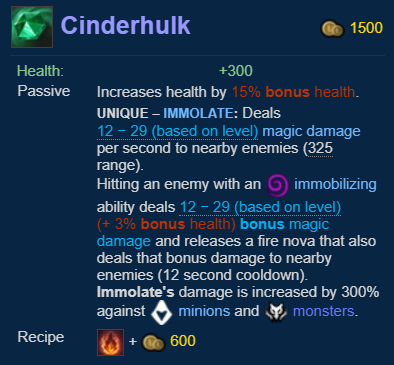 Cinderhulk 1500
Health: +300
Passive Increases health by 15% bonus health.
UNIQUE – IMMOLATE: Deals
12 − 29 (based on level) magic damage
per second to nearby enemies (325
range).
Hitting an enemy with an immobilizing
ability deals 12 − 29 (based on level)
(+ 3% bonus health) bonus magic
damage and releases a fire nova that also
deals that bonus damage to nearby
enemies (12 second cooldown).
Immolate's damage is increased by 300%
against minions and monsters.
Recipe + 600